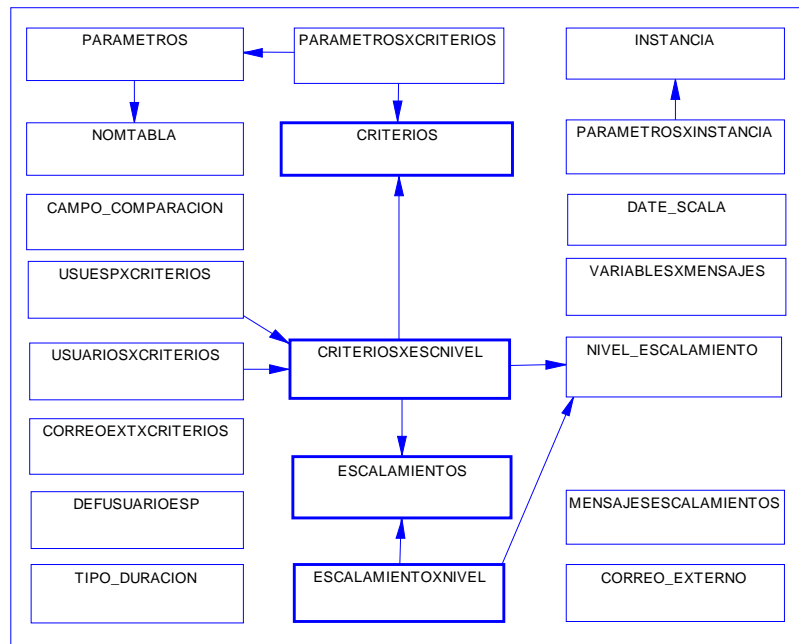 PARAMETROS
PARAMETROSXCRITERIOS
INSTANCIA
NOMTABLA
CRITERIOS
PARAMETROSXINSTANCIA
CAMPO_COMPARACION
DATE_SCALA
USUESPXCRITERIOS
VARIABLESXMENSAJES
USUARIOSXCRITERIOS
CRITERIOSXESCNIVEL
NIVEL_ESCALAMIENTO
CORREOEXTXCRITERIOS
ESCALAMIENTOS
DEFUSUARIOESP
MENSAJESESCALAMIENTOS
TIPO_DURACION
ESCALAMIENTOXNIVEL
CORREO_EXTERNO